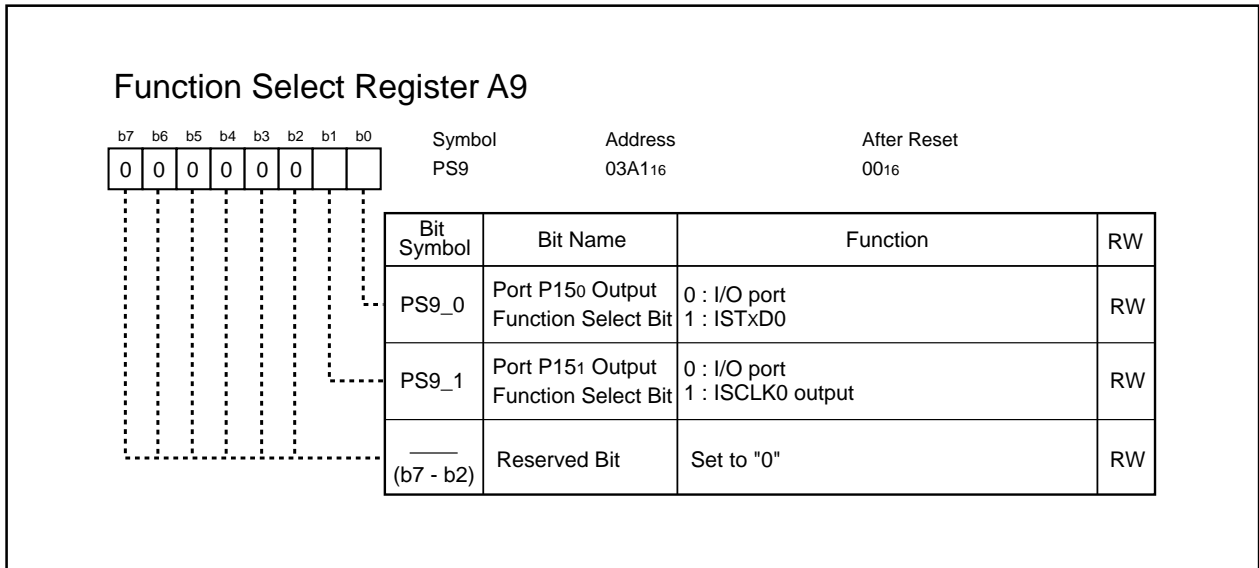 Function Select Register A9
b7 b6 b5 b4 b3 b2 b1 b0
Symbol Address After Reset
0 0 0 0 0 0
PS9 03A116 0016
Bit Symbol Bit Name Function RW
PS9_0 Port P150 Output Function Select Bit 0 : I/O port 1 : ISTXD0 RW
PS9_1 Port P151 Output Function Select Bit 0 : I/O port 1 : ISCLK0 output RW
(b7 - b2) Reserved Bit Set to "0" RW